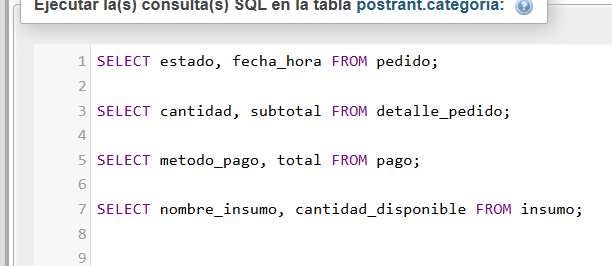 Ejecutar la(s) consulta(s) SQL en la tabla postrant.categoria:
1 SELECT estado, fecha_hora FROM pedido;
2
3 SELECT cantidad, subtotal FROM detalle_pedido;
4
5 SELECT metodo_pago, total FROM pago;
6
7 SELECT nombre_insumo, cantidad_disponible FROM insumo;
8
9